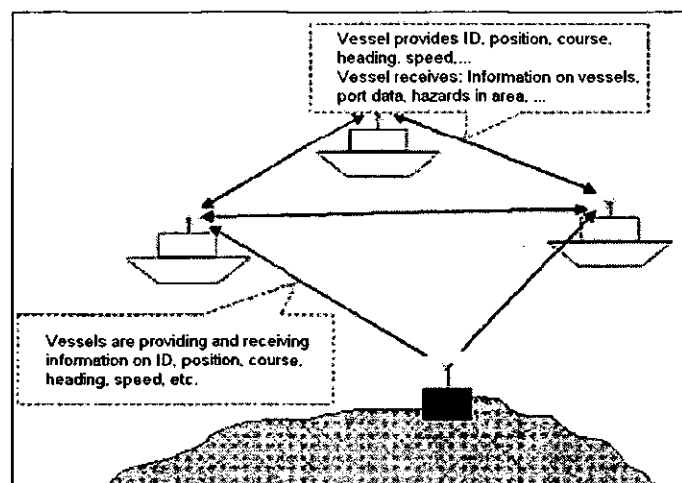 Vessel provides ID, position, course,
heading, speed,...
Vessel receives: Information on vessels,
port data, hazards in area, ...
Vessels are providing and receiving
information on ID, position, course,
heading, speed, etc.